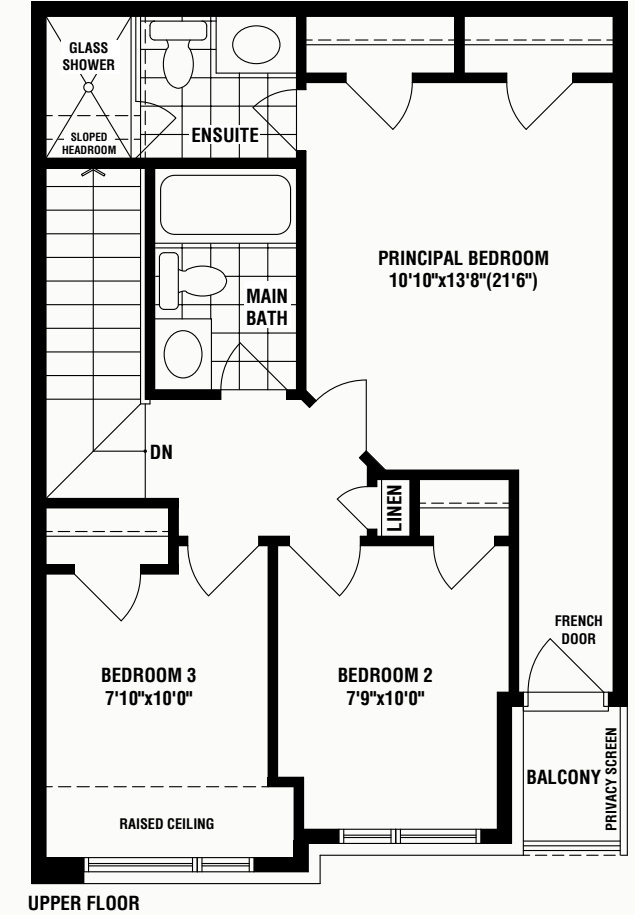 GLASS
SHOWER
SLOPED
HEADROOM
ENSUITE
PRINCIPAL BEDROOM
10'10"x13'8"(21'6")
MAIN
BATH
DN
LINEN
FRENCH
DOOR
BEDROOM 3
7'10"x10'0"
BEDROOM 2
7'9"x10'0"
BALCONY
PRIVACY SCREEN
RAISED CEILING
UPPER FLOOR